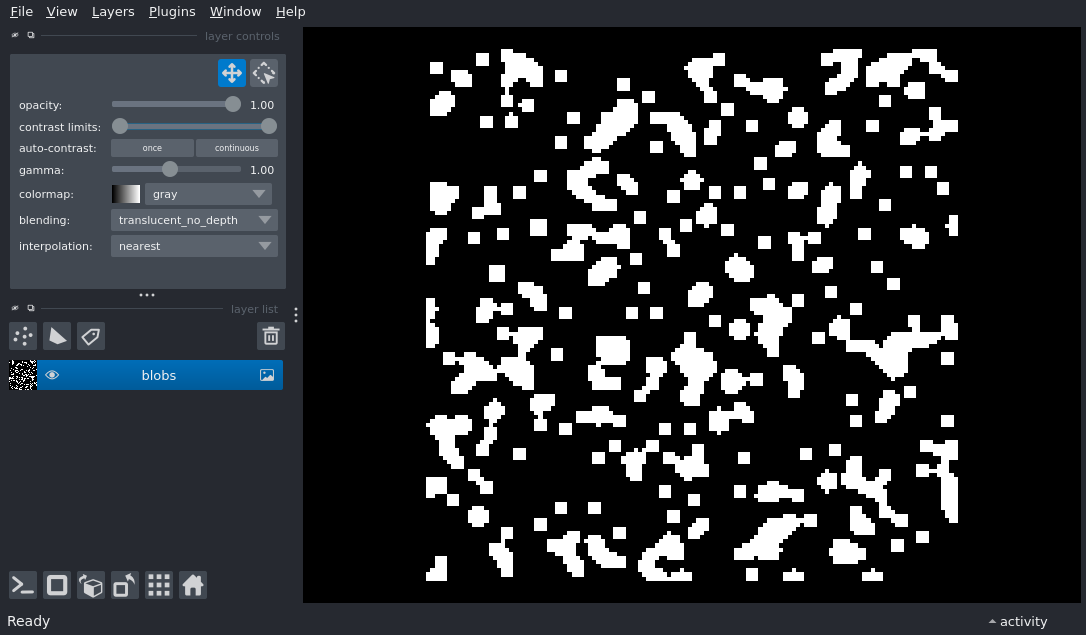 File View Layers Plugins Window Help
layer controls
opacity: 1.00
contrast limits:
auto-contrast: once continuous
gamma: 1.00
colormap: gray
blending: translucent_no_depth
interpolation: nearest
layer list
blobs
Ready
activity